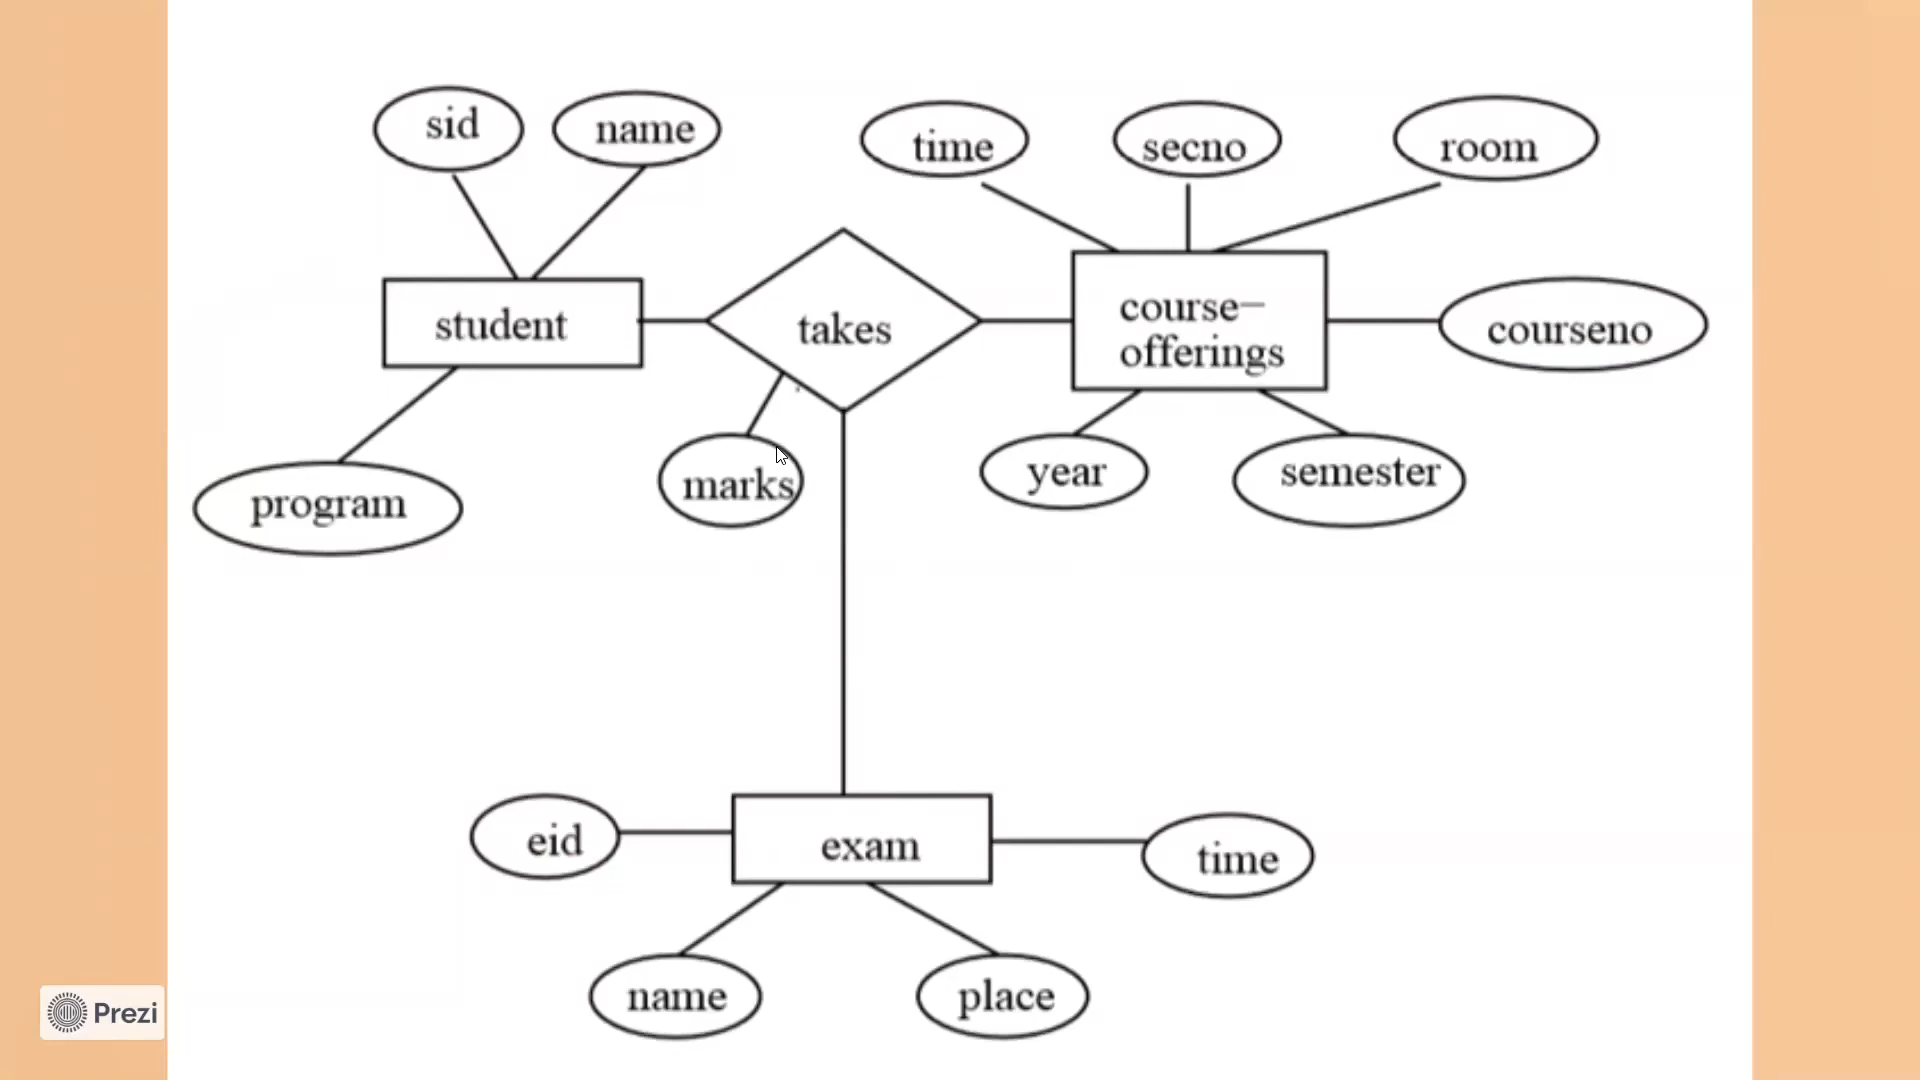 sid
name
time
secno
room
student
takes
course–
offerings
courseno
program
marks
year
semester
eid
exam
time
name
place
Prezi